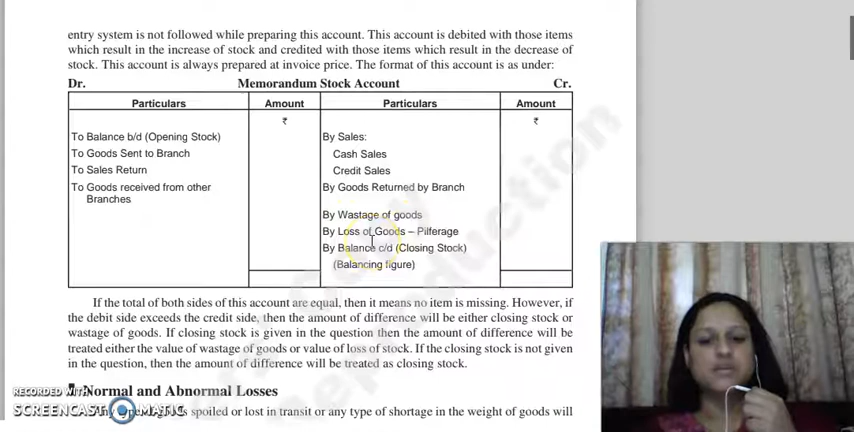 entry system is not followed while preparing this account. This account is debited with those items
which result in the increase of stock and credited with those items which result in the decrease of
stock. This account is always prepared at invoice price. The format of this account is as under:
Dr. Memorandum Stock Account Cr.
Particulars Amount Particulars Amount
₹ ₹
To Balance b/d (Opening Stock) By Sales:
To Goods Sent to Branch Cash Sales
To Sales Return Credit Sales
To Goods received from other By Goods Returned by Branch
Branches
By Wastage of goods
By Loss of Goods – Pilferage
By Balance c/d (Closing Stock)
(Balancing figure)
If the total of both sides of this account are equal, then it means no item is missing. However, if
the debit side exceeds the credit side, then the amount of difference will be either closing stock or
wastage of goods. If closing stock is given in the question then the amount of difference will be
treated either the value of wastage of goods or value of loss of stock. If the closing stock is not given
in the question, then the amount of difference will be treated as closing stock.
Normal and Abnormal Losses
is spoiled or lost in transit or any type of shortage in the weight of goods will
RECORDED WITH
SCREENCAST MATIC